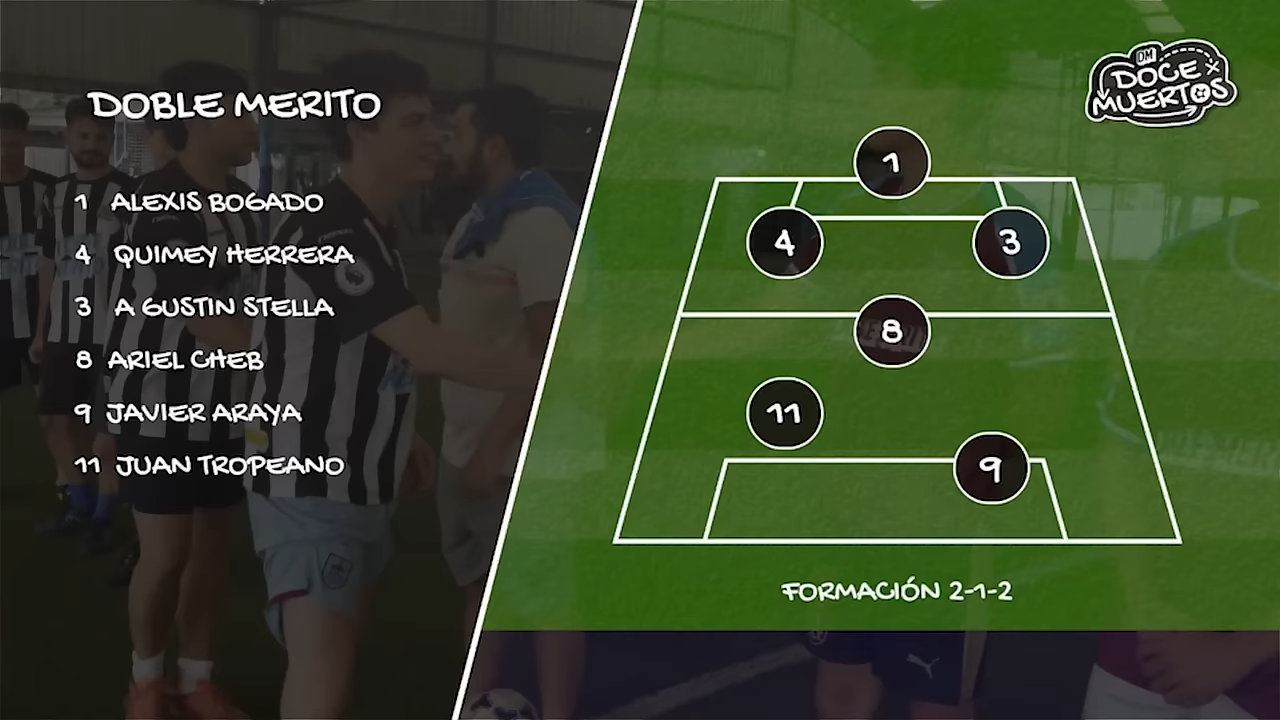 DOBLE MERITO
1 ALEXIS BOGADO
4 QUIMEY HERRERA
3 A GUSTIN STELLA
8 ARIEL CHEB
9 JAVIER ARAYA
11 JUAN TROPEANO
DM
DOCE
MUERTOS
1
4
3
8
11
9
FORMACIÓN 2-1-2